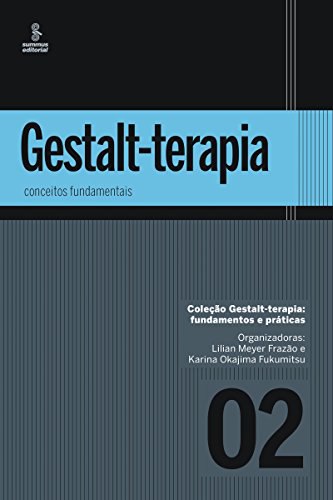 summus
editorial
Gestalt-terapia
conceitos fundamentais
Coleção Gestalt-terapia:
fundamentos e práticas
Organizadoras:
Lilian Meyer Frazão e
Karina Okajima Fukumitsu
02